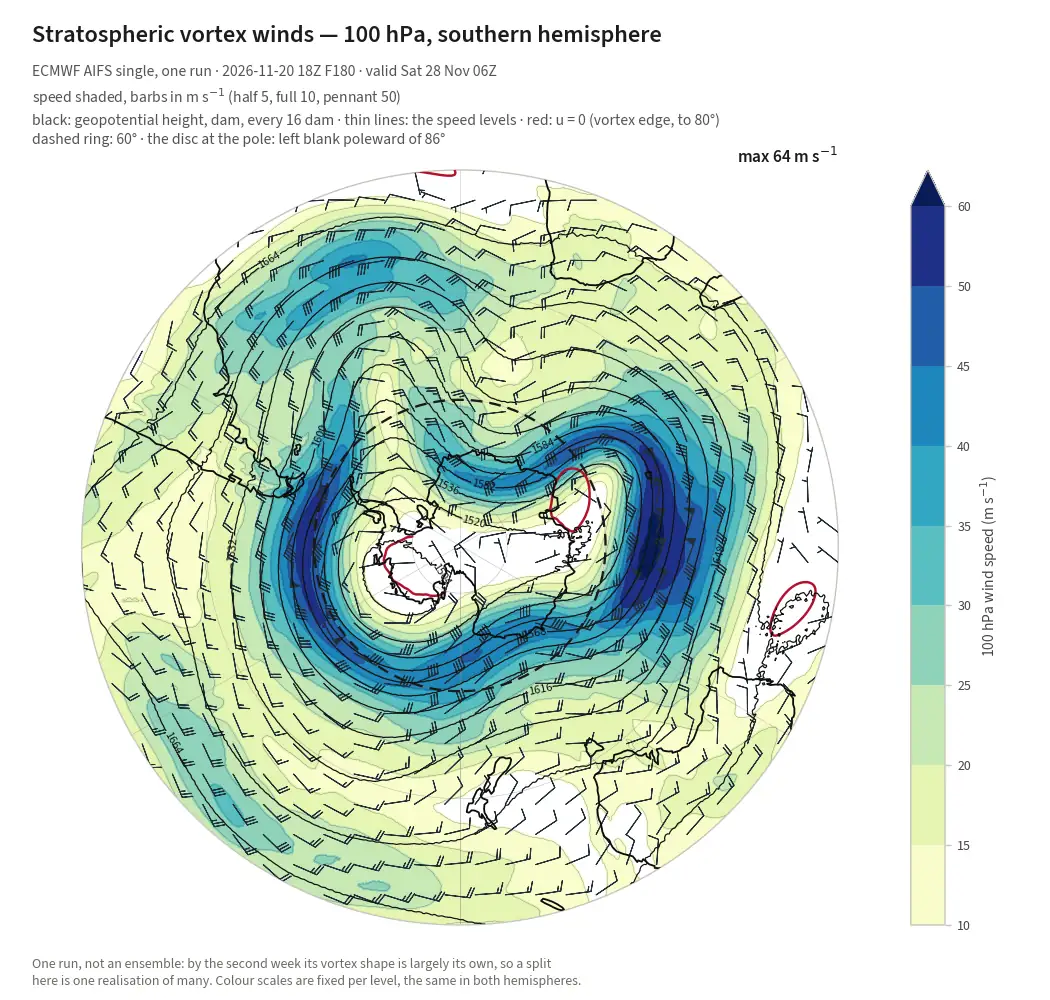 Stratospheric vortex winds — 100 hPa, southern hemisphere
ECMWF AIFS single, one run · 2026-11-20 18Z F180 · valid Sat 28 Nov 06Z
speed shaded, barbs in m s⁻¹ (half 5, full 10, pennant 50)
black: geopotential height, dam, every 16 dam · thin lines: the speed levels · red: u = 0 (vortex edge, to 80°)
dashed ring: 60° · the disc at the pole: left blank poleward of 86°
max 64 m s⁻¹
60
50
45
40
35
30
25
20
15
10
100 hPa wind speed (m s⁻¹)
1664
1600
1584
1536
1520
1632
1568
1616
1664
One run, not an ensemble: by the second week its vortex shape is largely its own, so a split
here is one realisation of many. Colour scales are fixed per level, the same in both hemispheres.